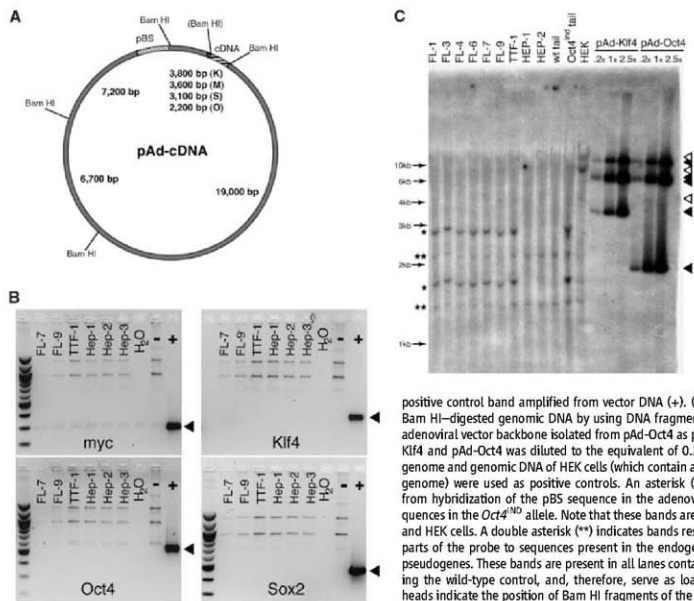 A
Bam HI
(Bam HI)
pBS
cDNA
Bam HI
3,800 bp (K)
3,600 bp (M)
3,100 bp (S)
2,200 bp (O)
7,200 bp
Bam HI
pAd-cDNA
6,700 bp
19,000 bp
Bam HI
B
FL-7
FL-9
TTF-1
Hep-1
Hep-2
Hep-3
H2O
-
+
myc
FL-7
FL-9
TTF-1
Hep-1
Hep-2
Hep-3
H2O
-
+
Klf4
FL-7
FL-9
TTF-1
Hep-1
Hep-2
Hep-3
H2O
-
+
Oct4
FL-7
FL-9
TTF-1
Hep-1
Hep-2
Hep-3
H2O
-
+
Sox2
C
FL-1
FL-3
FL-4
FL-6
FL-7
FL-9
TTF-1
HEP-1
HEP-2
wt tail
Oct4ind tail
HEK
pAd-Klf4 pAd-Oct4
.2x 1x 2.5x .2x 1x 2.5x
10kb
6kb
4kb
3kb
*
**
2kb
*
**
1kb
positive control band amplified from vector DNA (+). (
Bam HI–digested genomic DNA by using DNA fragmen
adenoviral vector backbone isolated from pAd-Oct4 as p
Klf4 and pAd-Oct4 was diluted to the equivalent of 0.
genome and genomic DNA of HEK cells (which contain a
genome) were used as positive controls. An asterisk (
from hybridization of the pBS sequence in the adenov
quences in the Oct4IND allele. Note that these bands are
and HEK cells. A double asterisk (**) indicates bands res
parts of the probe to sequences present in the endoge
pseudogenes. These bands are present in all lanes conta
ing the wild-type control, and, therefore, serve as loa
heads indicate the position of Bam HI fragments of the